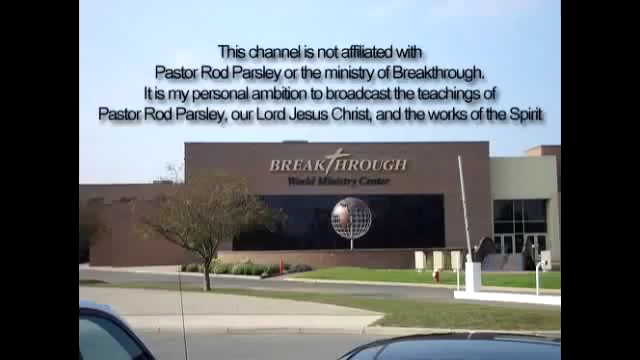 This channel is not affiliated with
Pastor Rod Parsley or the ministry of Breakthrough.
It is my personal ambition to broadcast the teachings of
Pastor Rod Parsley, our Lord Jesus Christ, and the works of the Spirit
BREAKTHROUGH
World Ministry Center